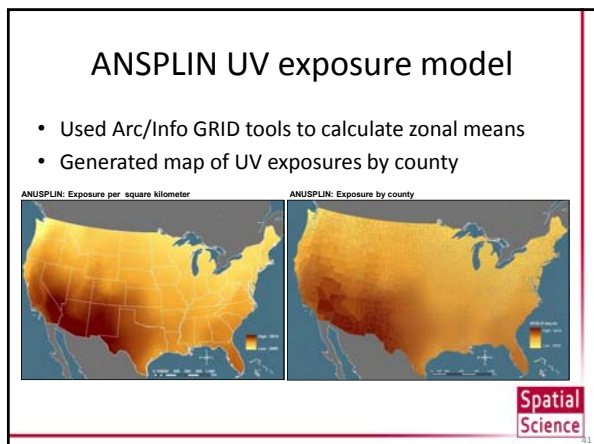 ANSPLIN UV exposure model
• Used Arc/Info GRID tools to calculate zonal means
• Generated map of UV exposures by county
ANUSPLIN: Exposure per square kilometer
ANUSPLIN: Exposure by county
Spatial
Science
41